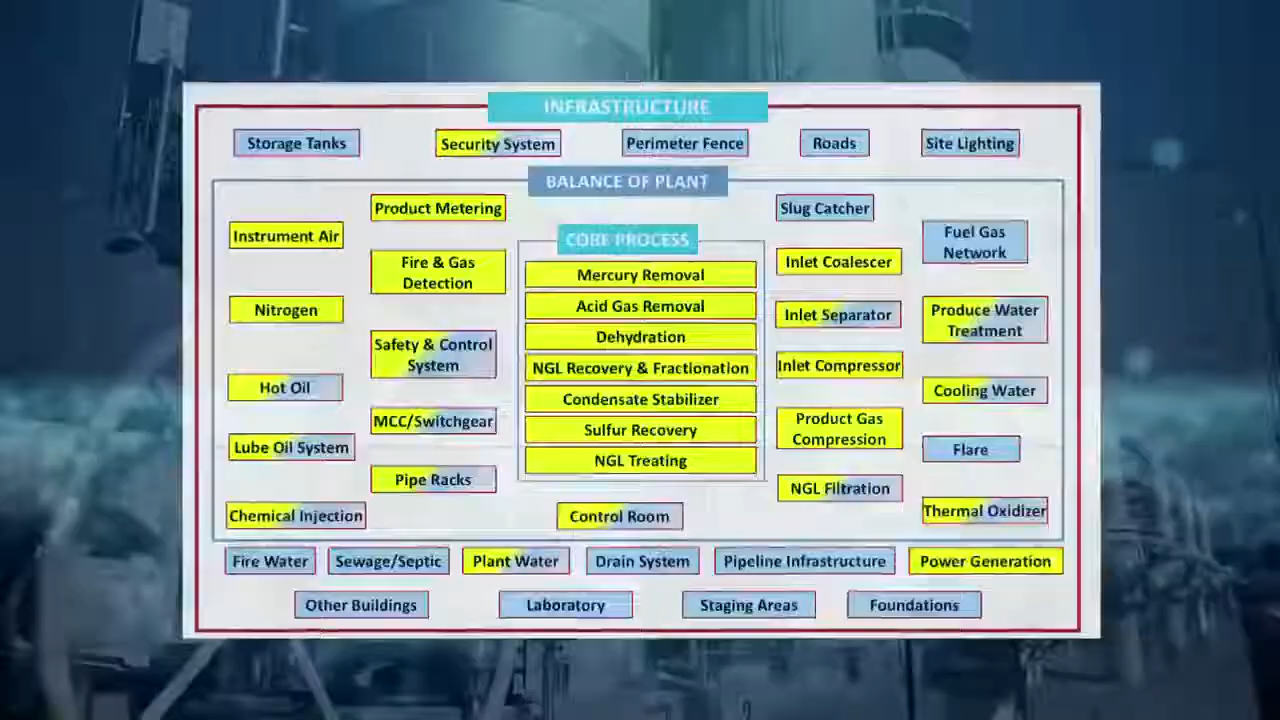 INFRASTRUCTURE
Storage Tanks
Security System
Perimeter Fence
Roads
Site Lighting
BALANCE OF PLANT
Product Metering
Instrument Air
Fire & Gas
Detection
Nitrogen
Safety & Control
System
Hot Oil
MCC/Switchgear
Lube Oil System
Pipe Racks
Chemical Injection
CORE PROCESS
Mercury Removal
Acid Gas Removal
Dehydration
NGL Recovery & Fractionation
Condensate Stabilizer
Sulfur Recovery
NGL Treating
Control Room
Slug Catcher
Inlet Coalescer
Inlet Separator
Inlet Compressor
Product Gas
Compression
NGL Filtration
Fuel Gas
Network
Produce Water
Treatment
Cooling Water
Flare
Thermal Oxidizer
Fire Water
Sewage/Septic
Plant Water
Drain System
Pipeline Infrastructure
Power Generation
Other Buildings
Laboratory
Staging Areas
Foundations